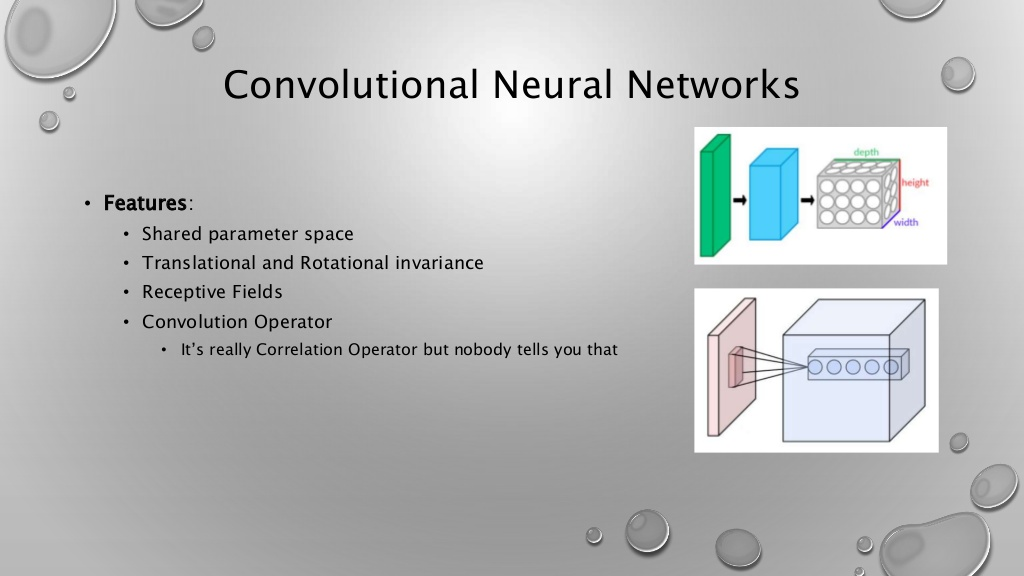 Convolutional Neural Networks
• Features:
• Shared parameter space
• Translational and Rotational invariance
• Receptive Fields
• Convolution Operator
• It's really Correlation Operator but nobody tells you that
depth
height
width